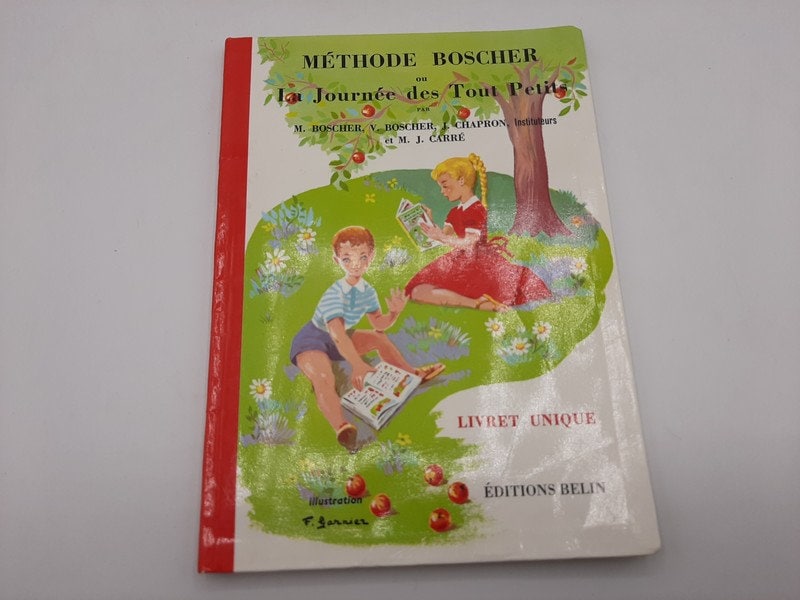 MÉTHODE BOSCHER
ou
La Journée des Tout Petits
PAR
M. BOSCHER, V. BOSCHER, J. CHAPRON, Instituteurs
et M. J. CARRÉ
LIVRET UNIQUE
ÉDITIONS BELIN
Illustration
F. Garnier